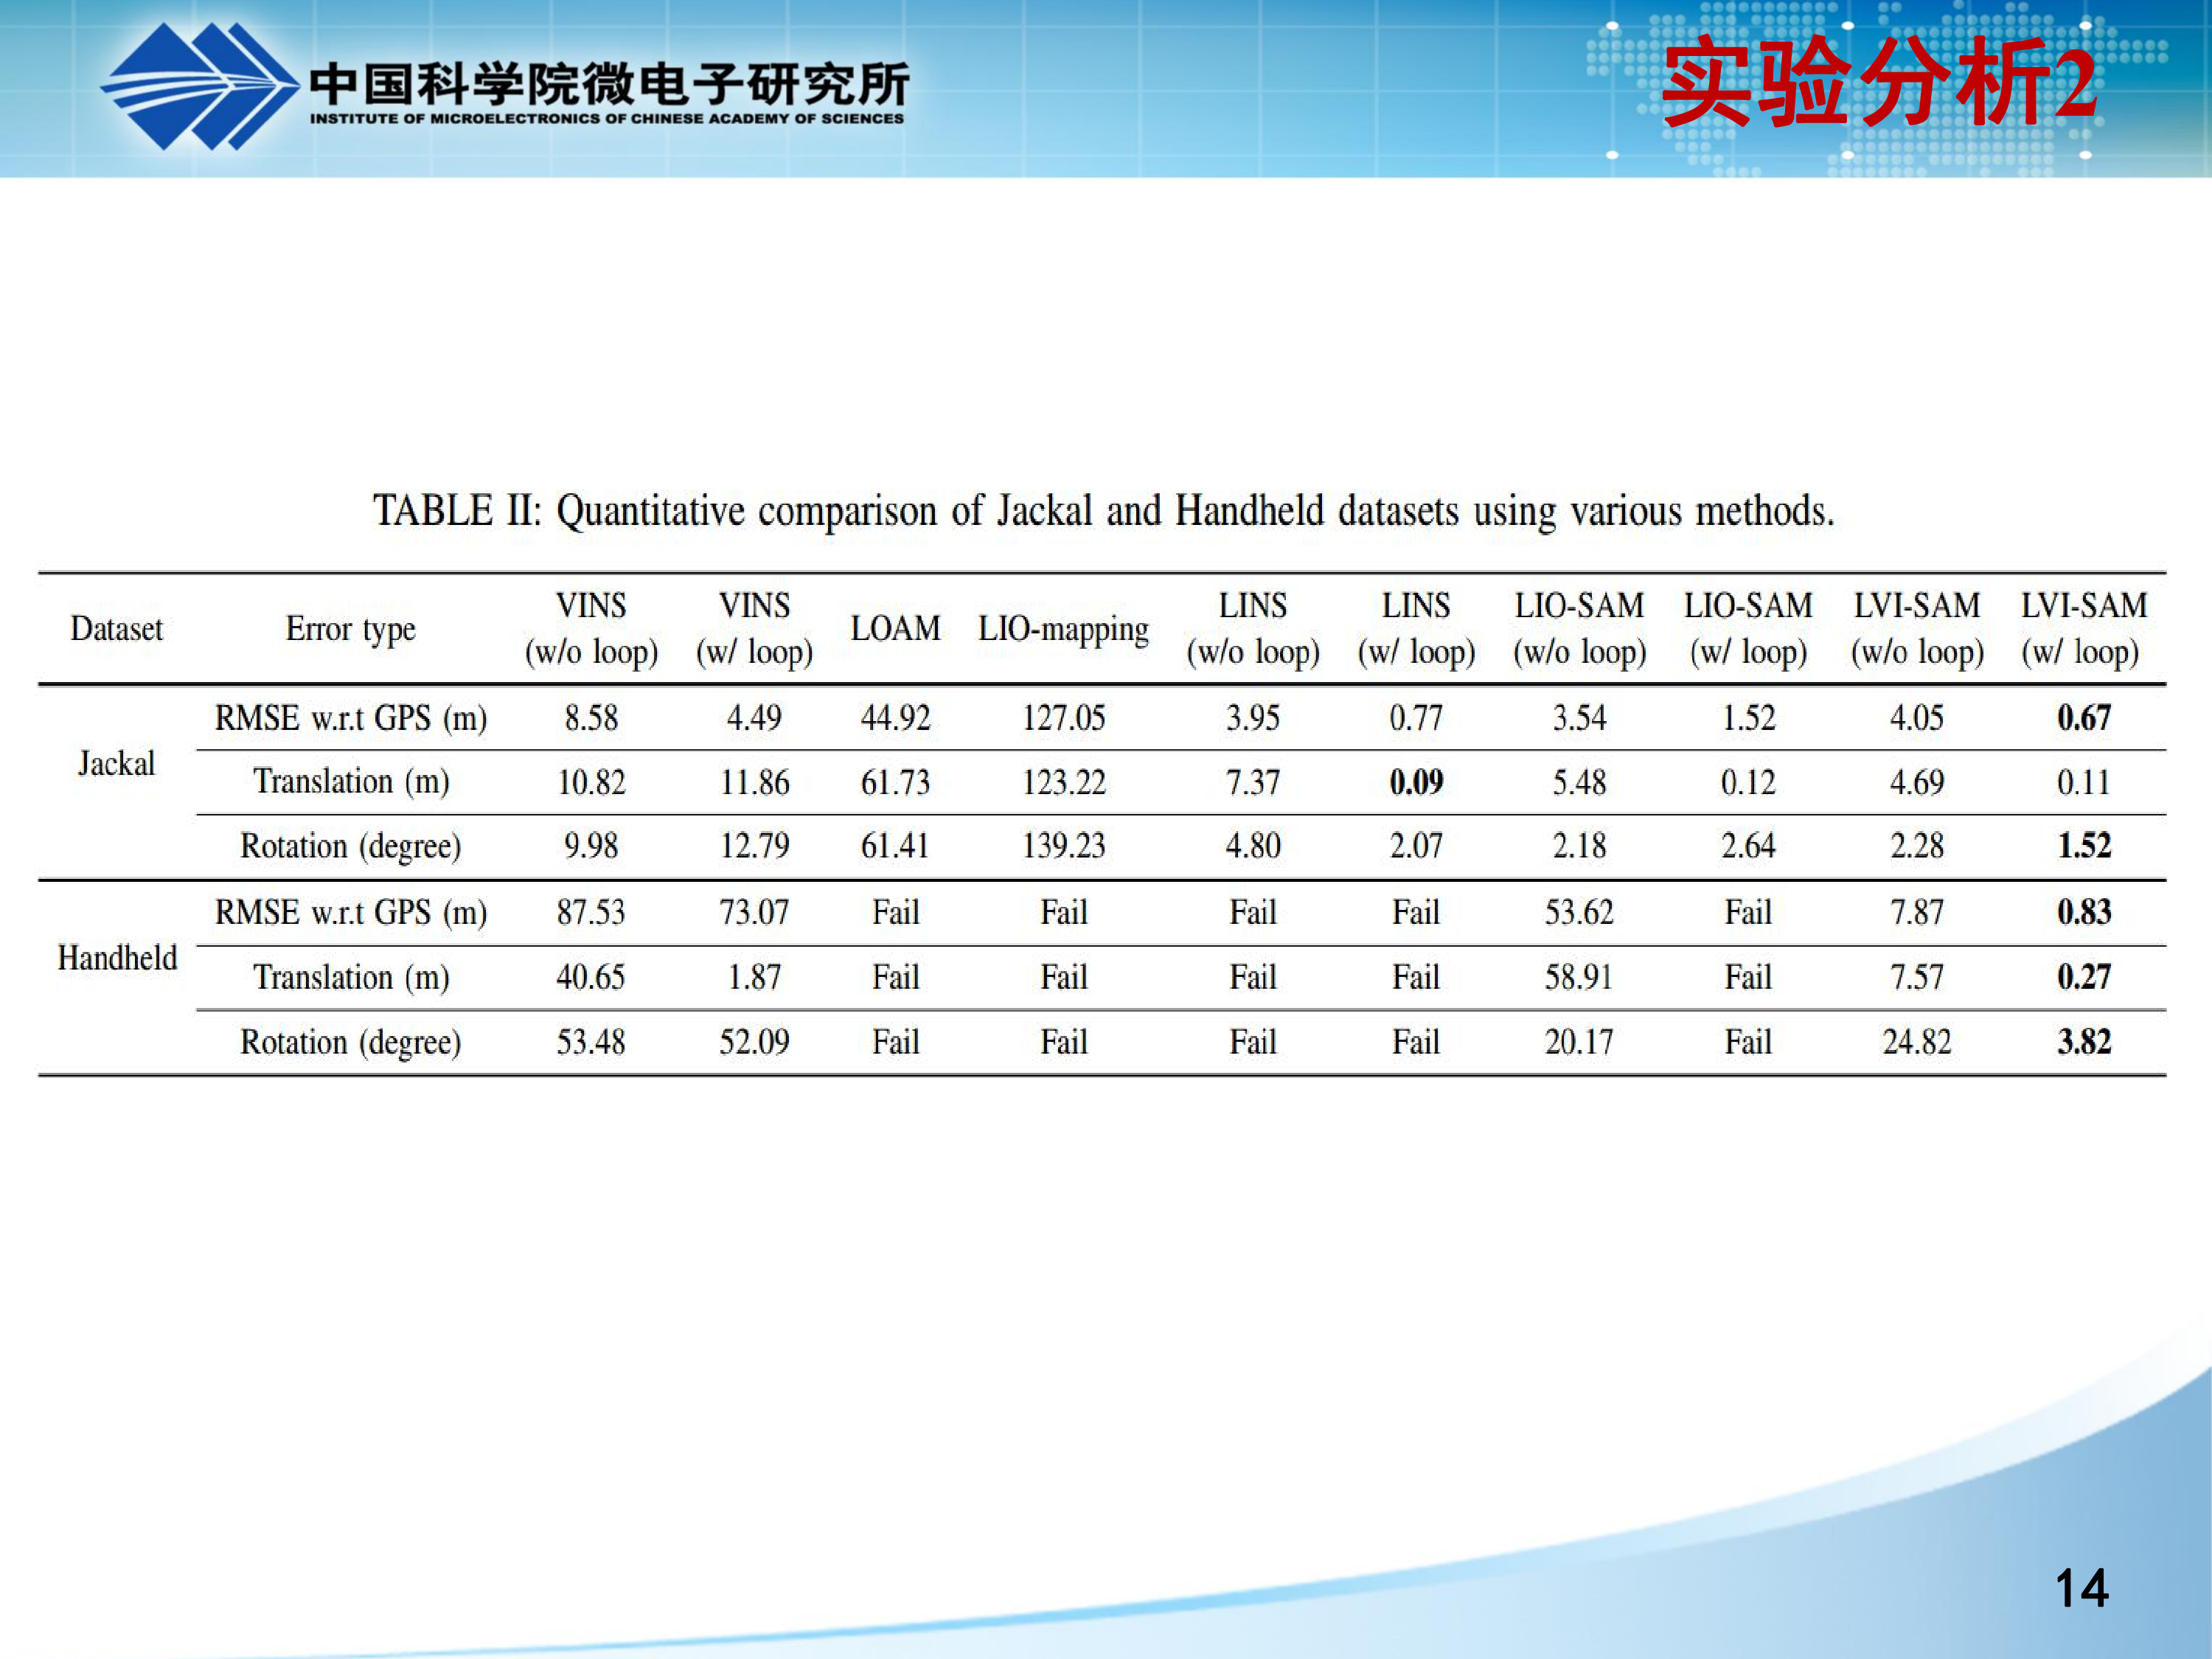 中国科学院微电子研究所
INSTITUTE OF MICROELECTRONICS OF CHINESE ACADEMY OF SCIENCES
实验分析2
TABLE II: Quantitative comparison of Jackal and Handheld datasets using various methods.
Dataset Error type VINS (w/o loop) VINS (w/ loop) LOAM LIO-mapping LINS (w/o loop) LINS (w/ loop) LIO-SAM (w/o loop) LIO-SAM (w/ loop) LVI-SAM (w/o loop) LVI-SAM (w/ loop)
Jackal
RMSE w.r.t GPS (m) 8.58 4.49 44.92 127.05 3.95 0.77 3.54 1.52 4.05 0.67
Translation (m) 10.82 11.86 61.73 123.22 7.37 0.09 5.48 0.12 4.69 0.11
Rotation (degree) 9.98 12.79 61.41 139.23 4.80 2.07 2.18 2.64 2.28 1.52
Handheld
RMSE w.r.t GPS (m) 87.53 73.07 Fail Fail Fail Fail 53.62 Fail 7.87 0.83
Translation (m) 40.65 1.87 Fail Fail Fail Fail 58.91 Fail 7.57 0.27
Rotation (degree) 53.48 52.09 Fail Fail Fail Fail 20.17 Fail 24.82 3.82
14